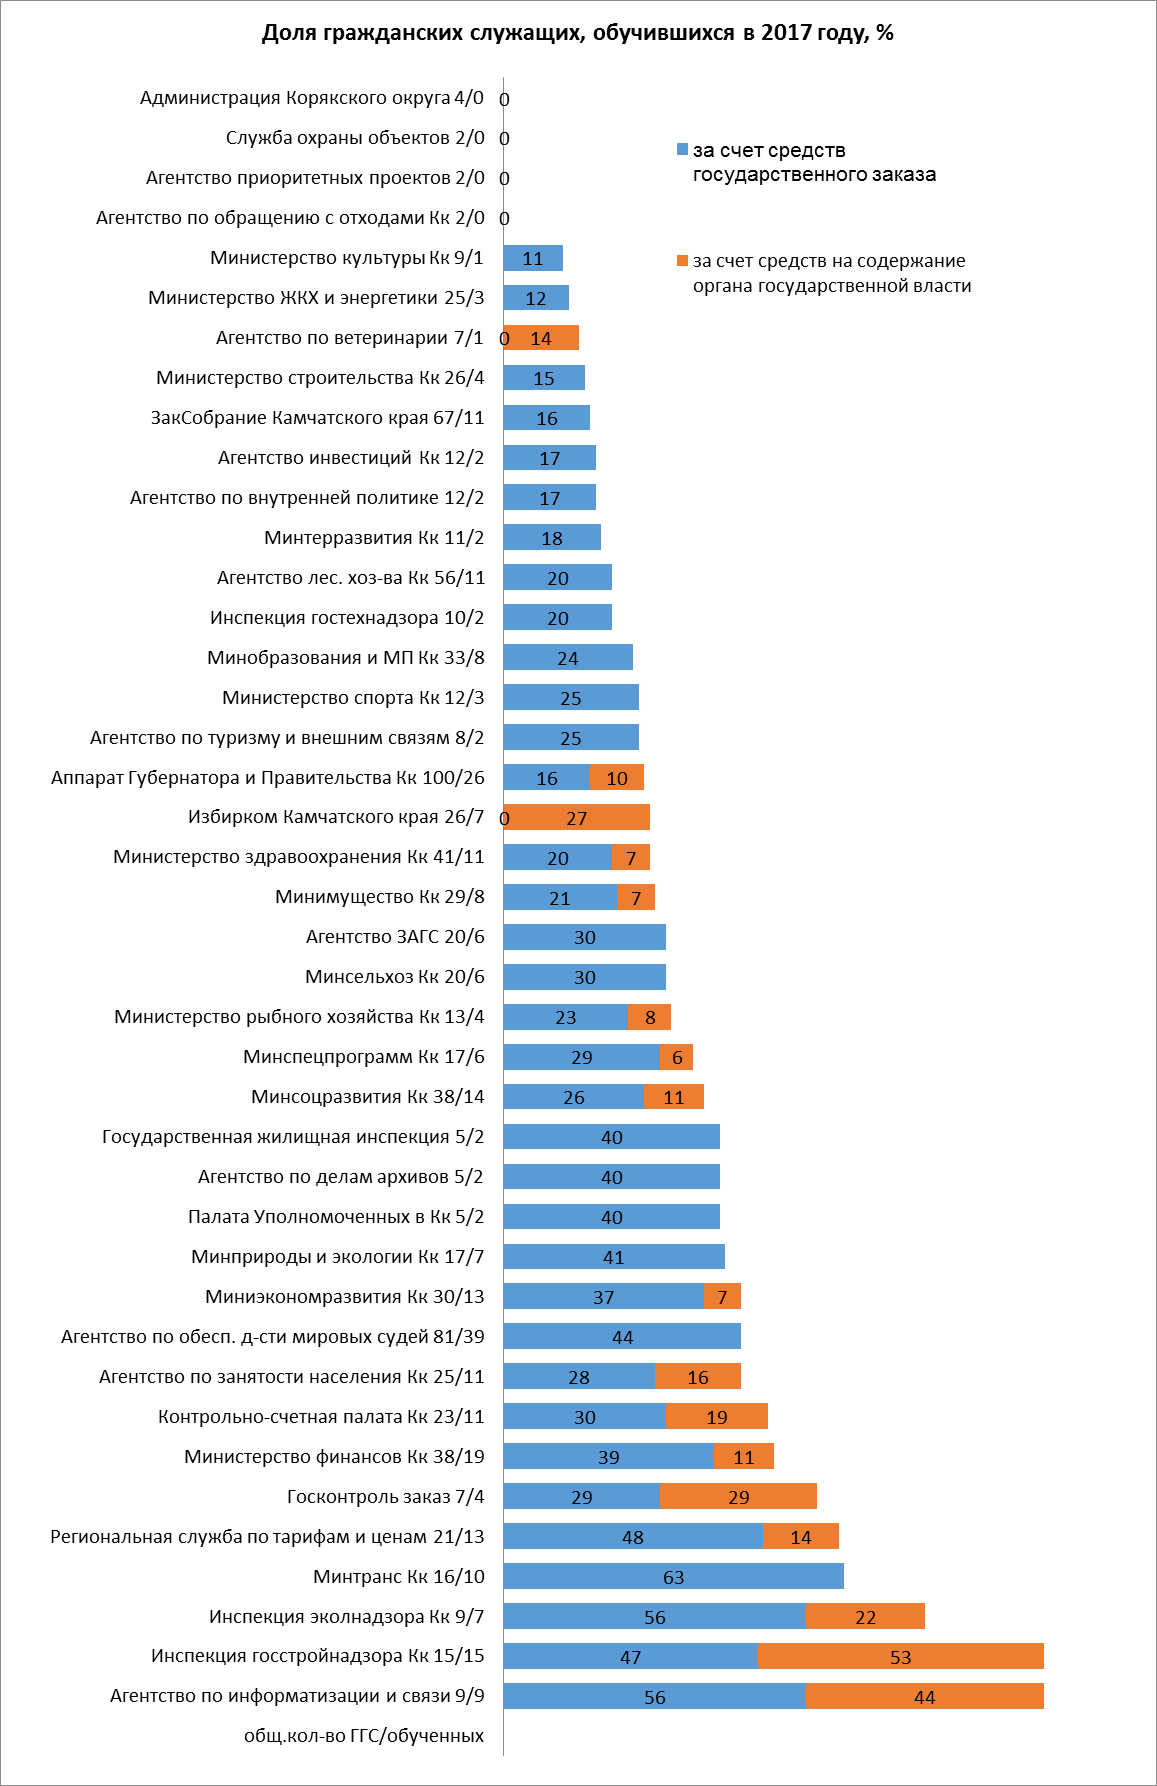 Доля гражданских служащих, обучившихся в 2017 году, %
Администрация Корякского округа 4/0 0
Служба охраны объектов 2/0 0
Агентство приоритетных проектов 2/0 0
Агентство по обращению с отходами Кк 2/0 0
за счет средств
государственного заказа
Министерство культуры Кк 9/1 11
за счет средств на содержание
органа государственной власти
Министерство ЖКХ и энергетики 25/3 12
Агентство по ветеринарии 7/1 0 14
Министерство строительства Кк 26/4 15
ЗакСобрание Камчатского края 67/11 16
Агентство инвестиций Кк 12/2 17
Агентство по внутренней политике 12/2 17
Минтерразвития Кк 11/2 18
Агентство лес. хоз-ва Кк 56/11 20
Инспекция гостехнадзора 10/2 20
Минобразования и МП Кк 33/8 24
Министерство спорта Кк 12/3 25
Агентство по туризму и внешним связям 8/2 25
Аппарат Губернатора и Правительства Кк 100/26 16 10
Избирком Камчатского края 26/7 0 27
Министерство здравоохранения Кк 41/11 20 7
Минимущество Кк 29/8 21 7
Агентство ЗАГС 20/6 30
Минсельхоз Кк 20/6 30
Министерство рыбного хозяйства Кк 13/4 23 8
Минспецпрограмм Кк 17/6 29 6
Минсоцразвития Кк 38/14 26 11
Государственная жилищная инспекция 5/2 40
Агентство по делам архивов 5/2 40
Палата Уполномоченных в Кк 5/2 40
Минприроды и экологии Кк 17/7 41
Миниэкономразвития Кк 30/13 37 7
Агентство по обесп. д-сти мировых судей 81/39 44
Агентство по занятости населения Кк 25/11 28 16
Контрольно-счетная палата Кк 23/11 30 19
Министерство финансов Кк 38/19 39 11
Госконтроль заказ 7/4 29 29
Региональная служба по тарифам и ценам 21/13 48 14
Минтранс Кк 16/10 63
Инспекция эколнадзора Кк 9/7 56 22
Инспекция госстройнадзора Кк 15/15 47 53
Агентство по информатизации и связи 9/9 56 44
общ.кол-во ГГС/обученных